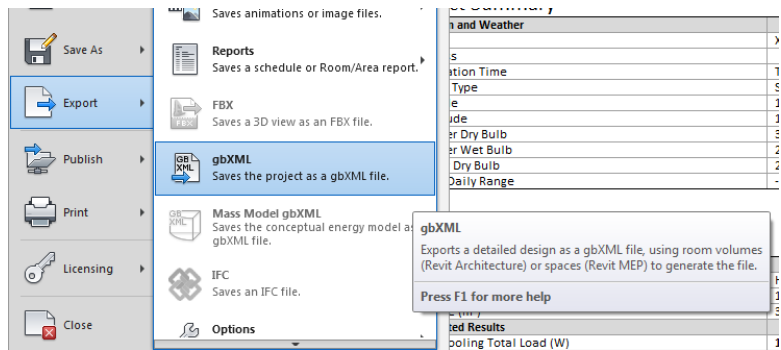 Saves animations or image files.
Save As
Reports
Saves a schedule or Room/Area report.
Export
FBX
FBX
Saves a 3D view as an FBX file.
Publish
GB
XML
gbXML
Saves the project as a gbXML file.
Print
GB
XML
Mass Model gbXML
Saves the conceptual energy model as
gbXML file.
Licensing
IFC
Saves an IFC file.
Close
Options
and Weather
ation Time
Type
Dry Bulb
Wet Bulb
Dry Bulb
Daily Range
gbXML
Exports a detailed design as a gbXML file, using room volumes
(Revit Architecture) or spaces (Revit MEP) to generate the file.
Press F1 for more help
ted Results
ooling Total Load (W)